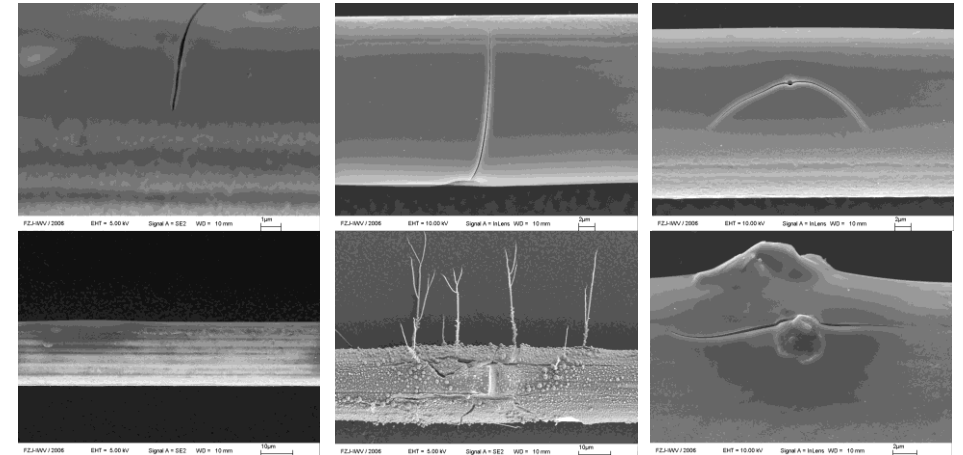 FZJ-IWV / 2006 EHT = 5.00 kV Signal A = SE2 WD = 10 mm 1µm
FZJ-IWV / 2006 EHT = 10.00 kV Signal A = InLens WD = 10 mm 2µm
FZJ-IWV / 2006 EHT = 10.00 kV Signal A = InLens WD = 10 mm 2µm
FZJ-IWV / 2006 EHT = 5.00 kV Signal A = SE2 WD = 10 mm 10µm
FZJ-IWV / 2006 EHT = 5.00 kV Signal A = SE2 WD = 10 mm 10µm
FZJ-IWV / 2006 EHT = 10.00 kV Signal A = InLens WD = 10 mm 2µm